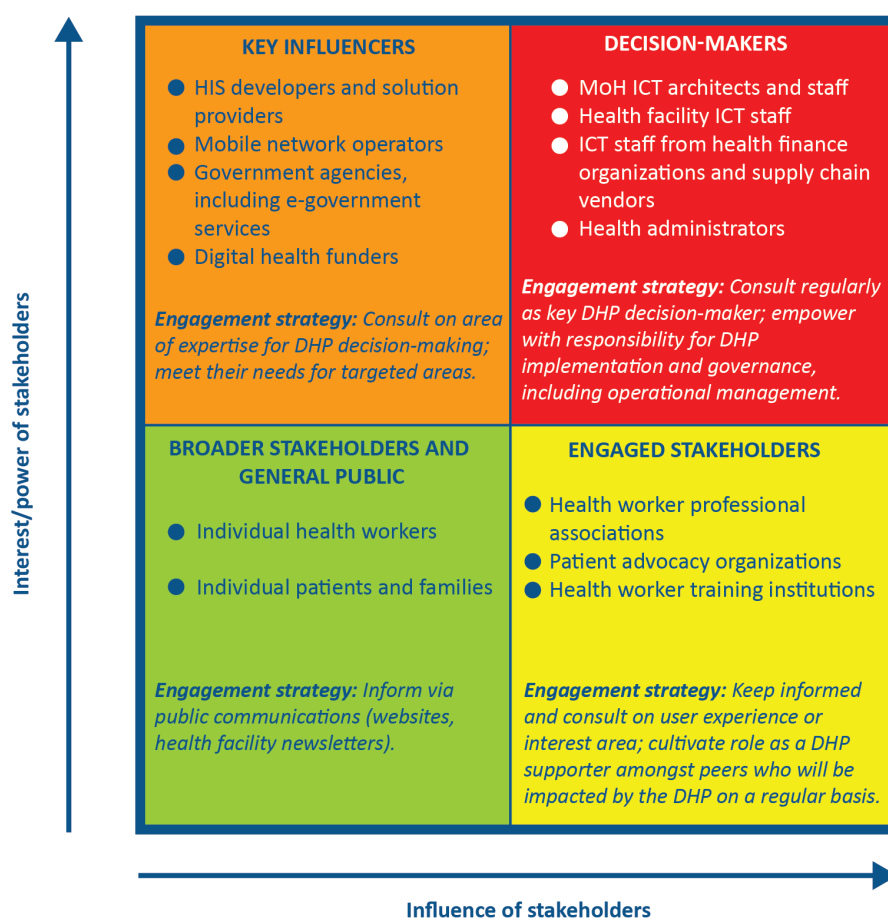 Interest/power of stakeholders
KEY INFLUENCERS
● HIS developers and solution
providers
● Mobile network operators
● Government agencies,
including e-government
services
● Digital health funders
Engagement strategy: Consult on area
of expertise for DHP decision-making;
meet their needs for targeted areas.
DECISION-MAKERS
● MoH ICT architects and staff
● Health facility ICT staff
● ICT staff from health finance
organizations and supply chain
vendors
● Health administrators
Engagement strategy: Consult regularly
as key DHP decision-maker; empower
with responsibility for DHP
implementation and governance,
including operational management.
BROADER STAKEHOLDERS AND
GENERAL PUBLIC
● Individual health workers
● Individual patients and families
Engagement strategy: Inform via
public communications (websites,
health facility newsletters).
ENGAGED STAKEHOLDERS
● Health worker professional
associations
● Patient advocacy organizations
● Health worker training institutions
Engagement strategy: Keep informed
and consult on user experience or
interest area; cultivate role as a DHP
supporter amongst peers who will be
impacted by the DHP on a regular basis.
Influence of stakeholders